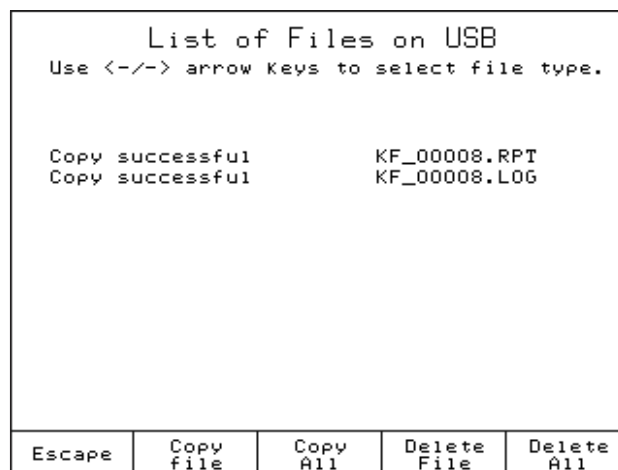 List of Files on USB
Use <-/-> arrow Keys to select file type.
Copy successful KF_00008.RPT
Copy successful KF_00008.LOG
Escape
Copy file
Copy All
Delete File
Delete All